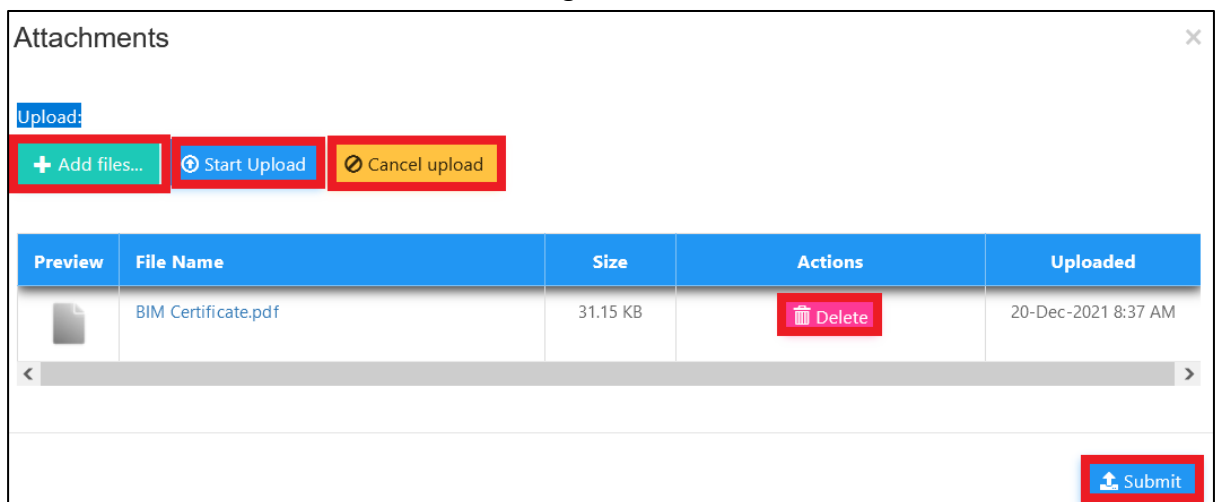 Attachments ×
Upload:
Add files... Start Upload Cancel upload
Preview File Name Size Actions Uploaded
BIM Certificate.pdf 31.15 KB Delete 20-Dec-2021 8:37 AM
Submit